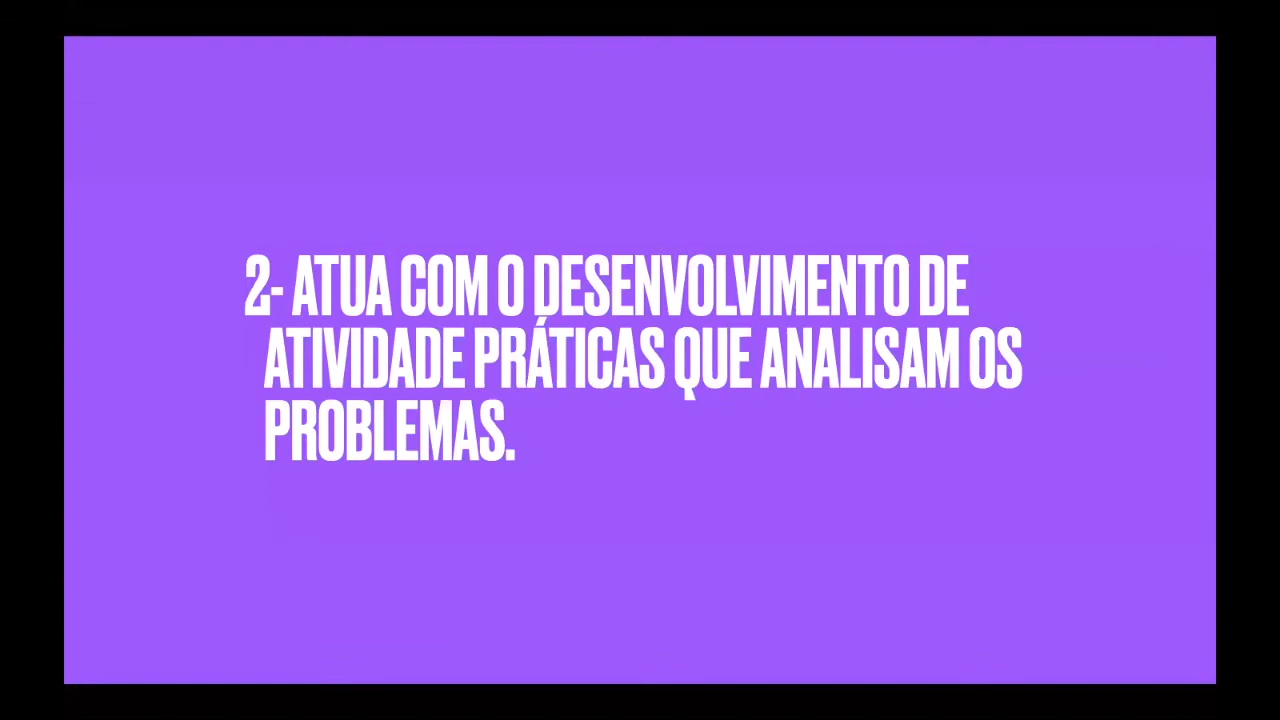 2- ATUA COM O DESENVOLVIMENTO DE
ATIVIDADE PRÁTICAS QUE ANALISAM OS
PROBLEMAS.